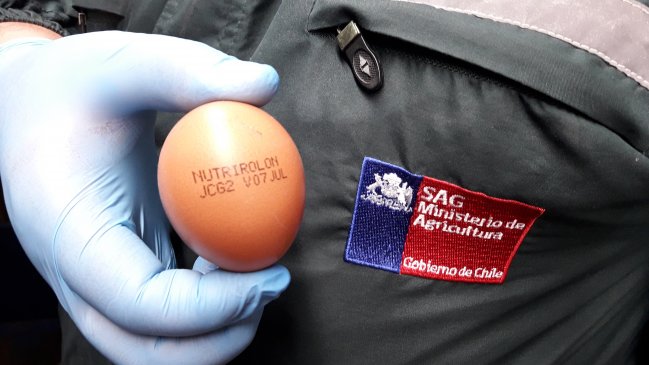 NUTRIROLON
JCG2 V07JUL
SAG
Ministerio de
Agricultura
Gobierno de Chile